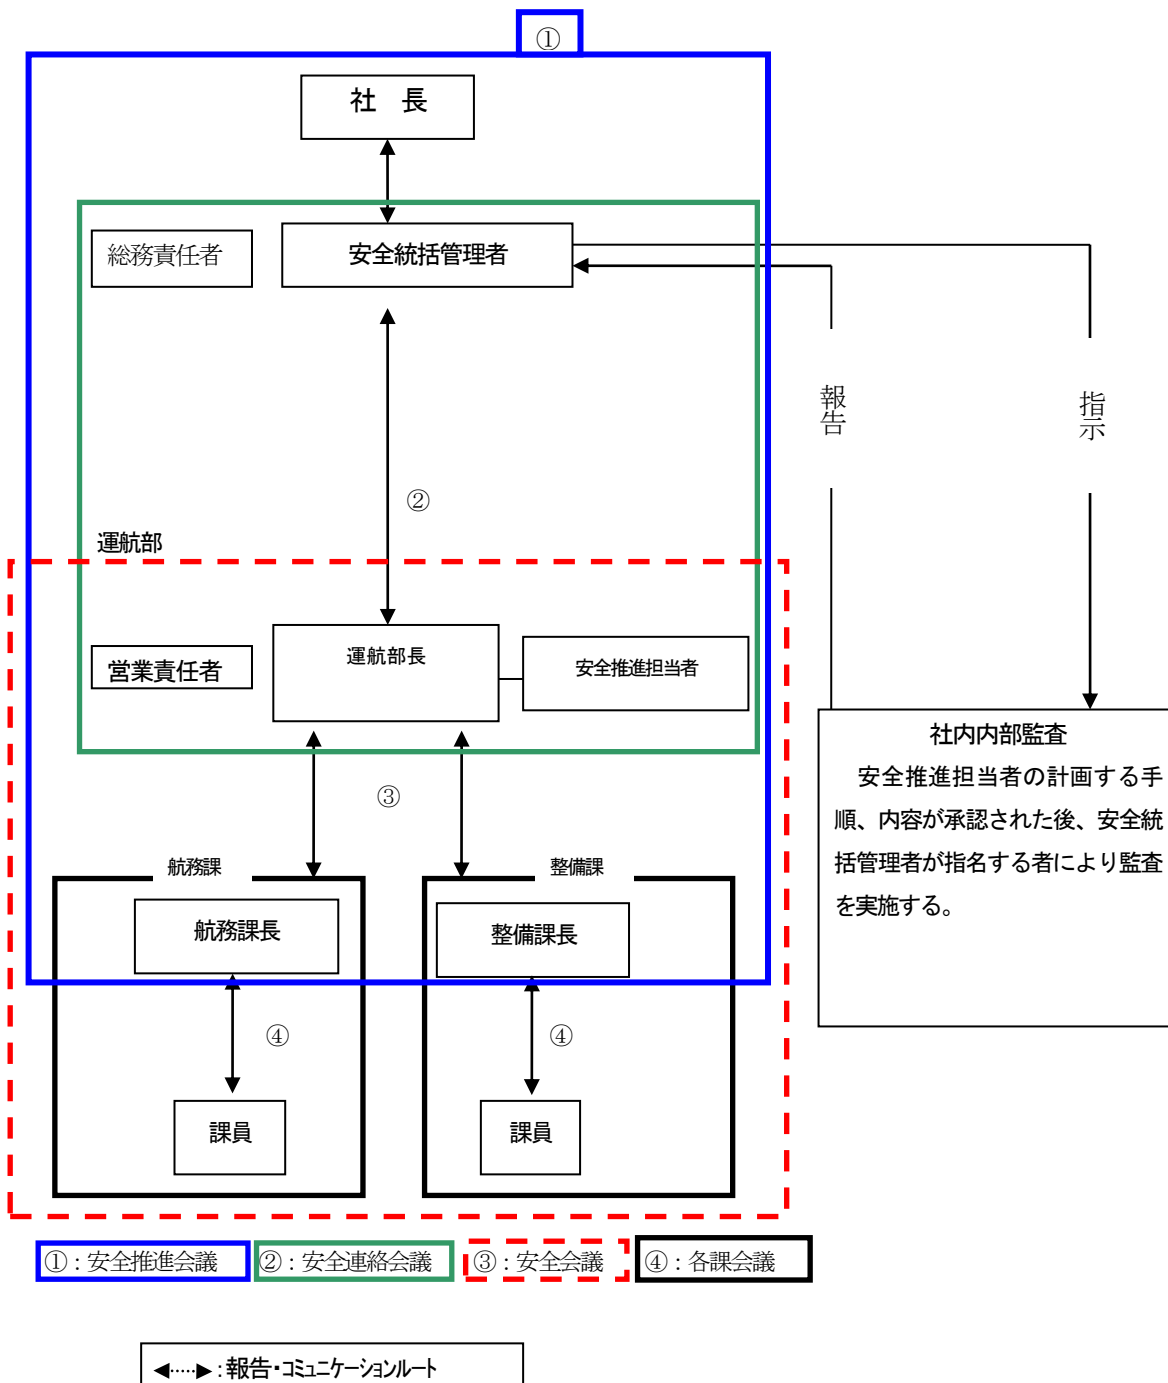 ①
社　長
総務責任者
安全統括管理者
報告
指示
②
運航部
営業責任者
運航部長
安全推進担当者
社内内部監査
安全推進担当者の計画する手
順、内容が承認された後、安全統
括管理者が指名する者により監査
を実施する。
③
航務課
整備課
航務課長
整備課長
④
④
課員
課員
①：安全推進会議
②：安全連絡会議
③：安全会議
④：各課会議
◀┈┈▶：報告・コミュニケーションルート